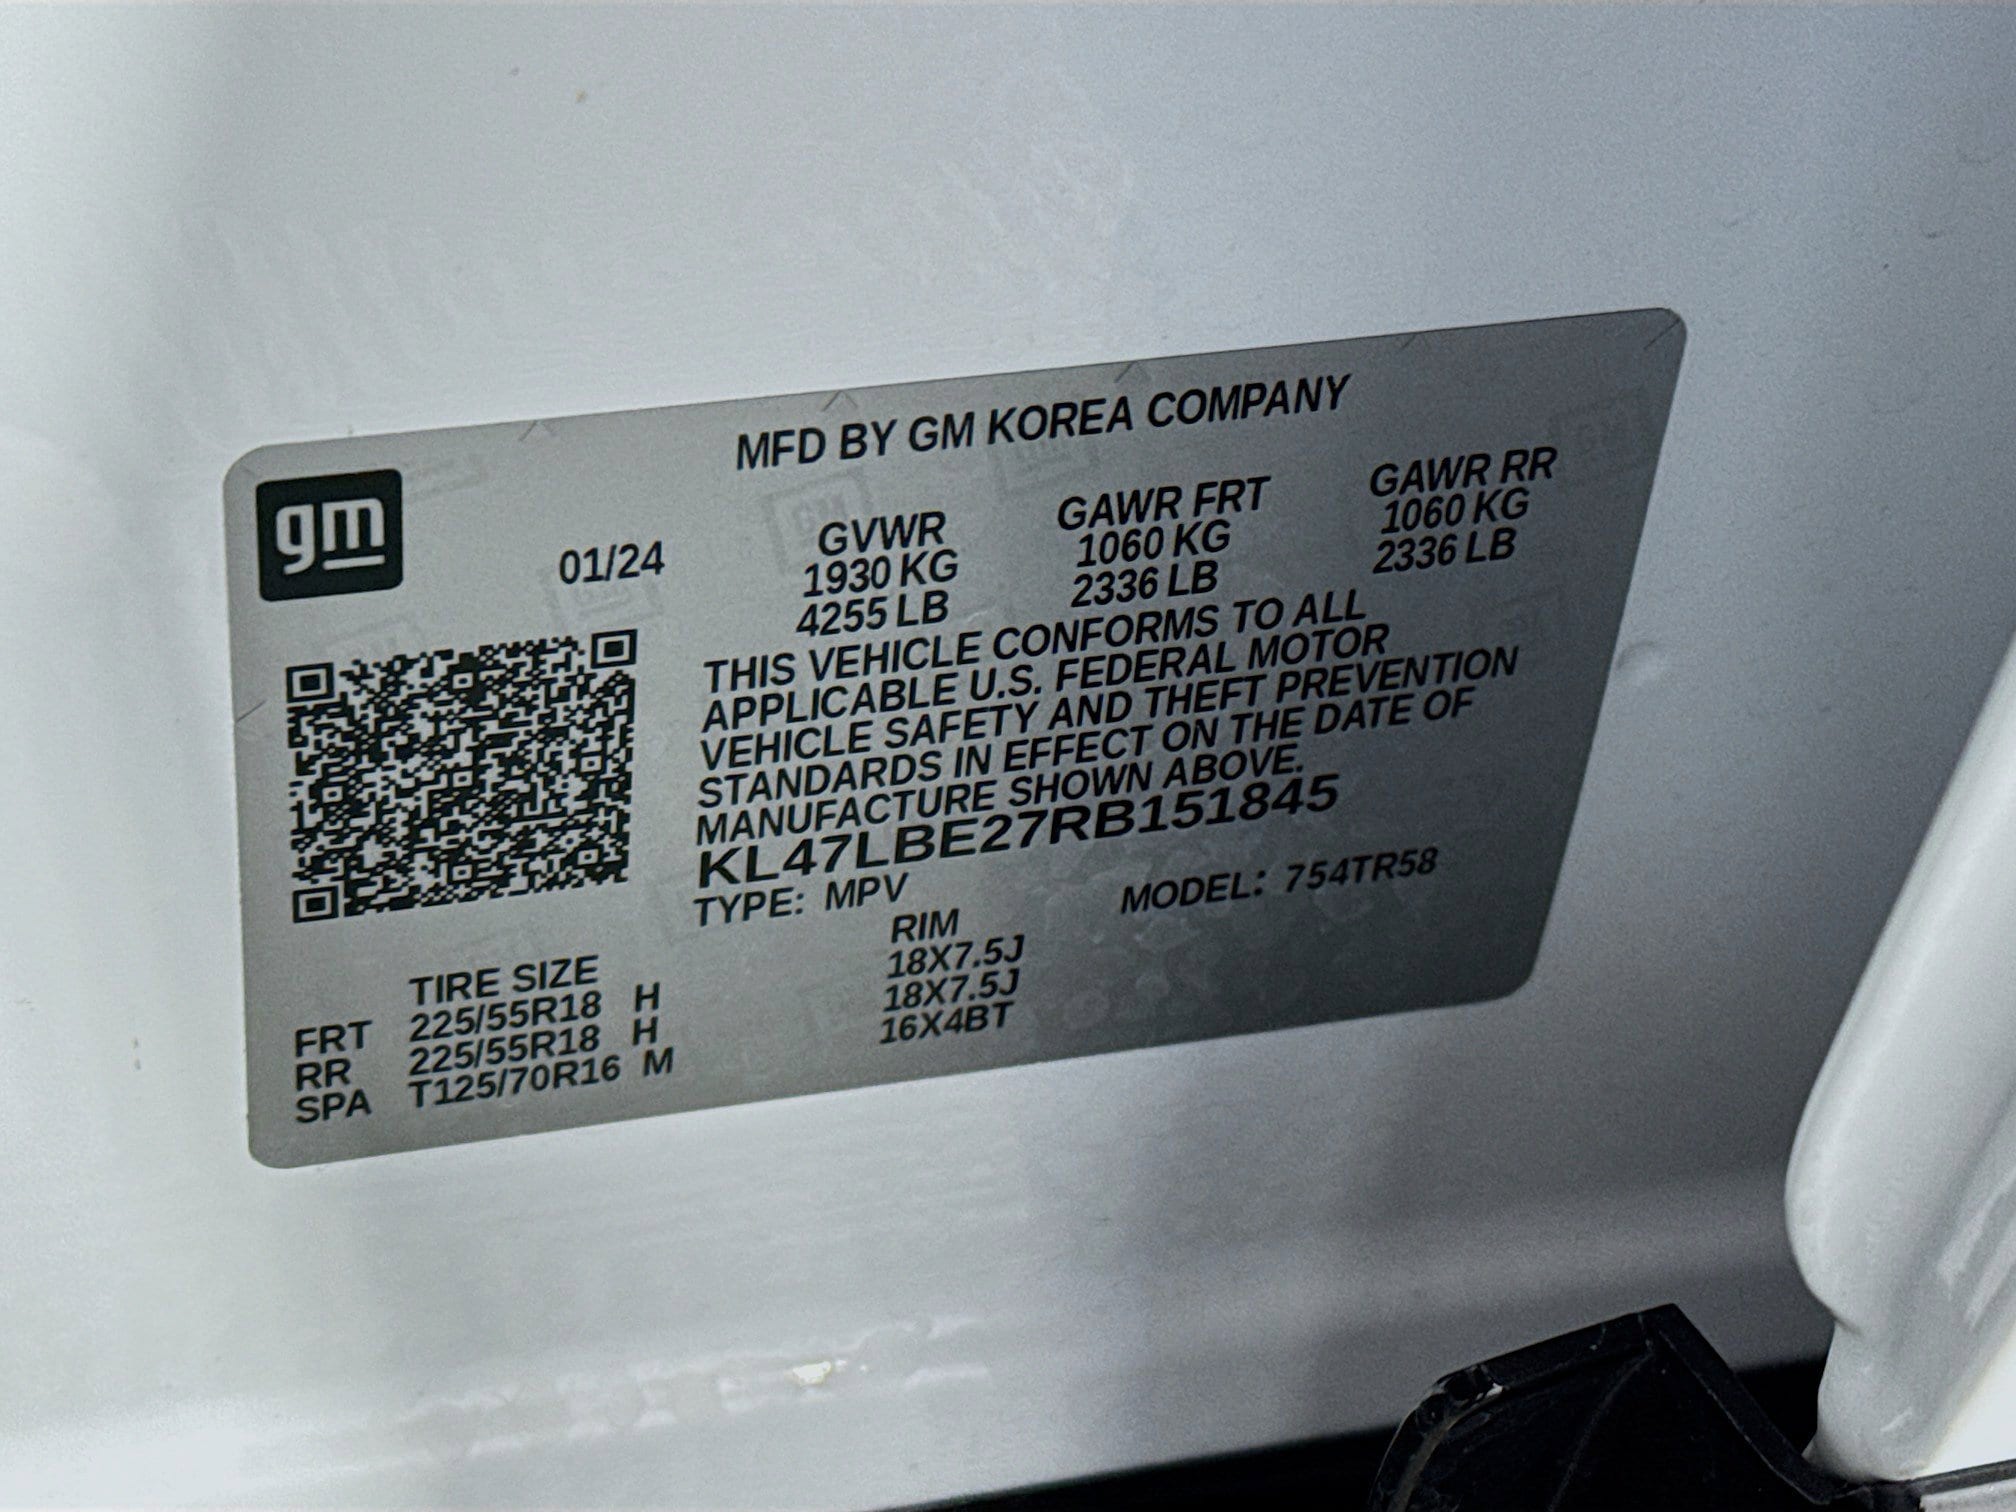 MFD BY GM KOREA COMPANY
gm
01/24
GVWR GAWR FRT GAWR RR
1930 KG 1060 KG 1060 KG
4255 LB 2336 LB 2336 LB
THIS VEHICLE CONFORMS TO ALL
APPLICABLE U.S. FEDERAL MOTOR
VEHICLE SAFETY AND THEFT PREVENTION
STANDARDS IN EFFECT ON THE DATE OF
MANUFACTURE SHOWN ABOVE.
KL47LBE27RB151845
TYPE: MPV MODEL: 754TR58
TIRE SIZE RIM
FRT 225/55R18 H 18X7.5J
RR 225/55R18 H 18X7.5J
SPA T125/70R16 M 16X4BT